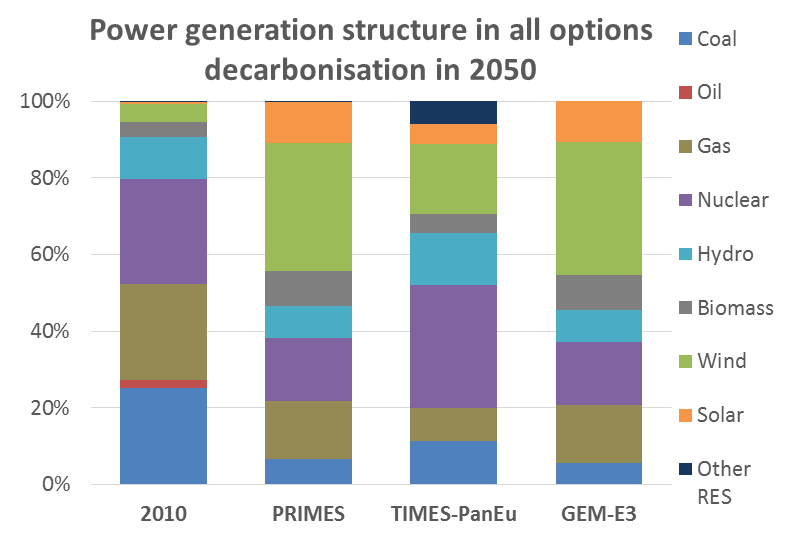 Power generation structure in all options
decarbonisation in 2050
100%
80%
60%
40%
20%
0%
2010
PRIMES
TIMES-PanEu
GEM-E3
Coal
Oil
Gas
Nuclear
Hydro
Biomass
Wind
Solar
Other
RES